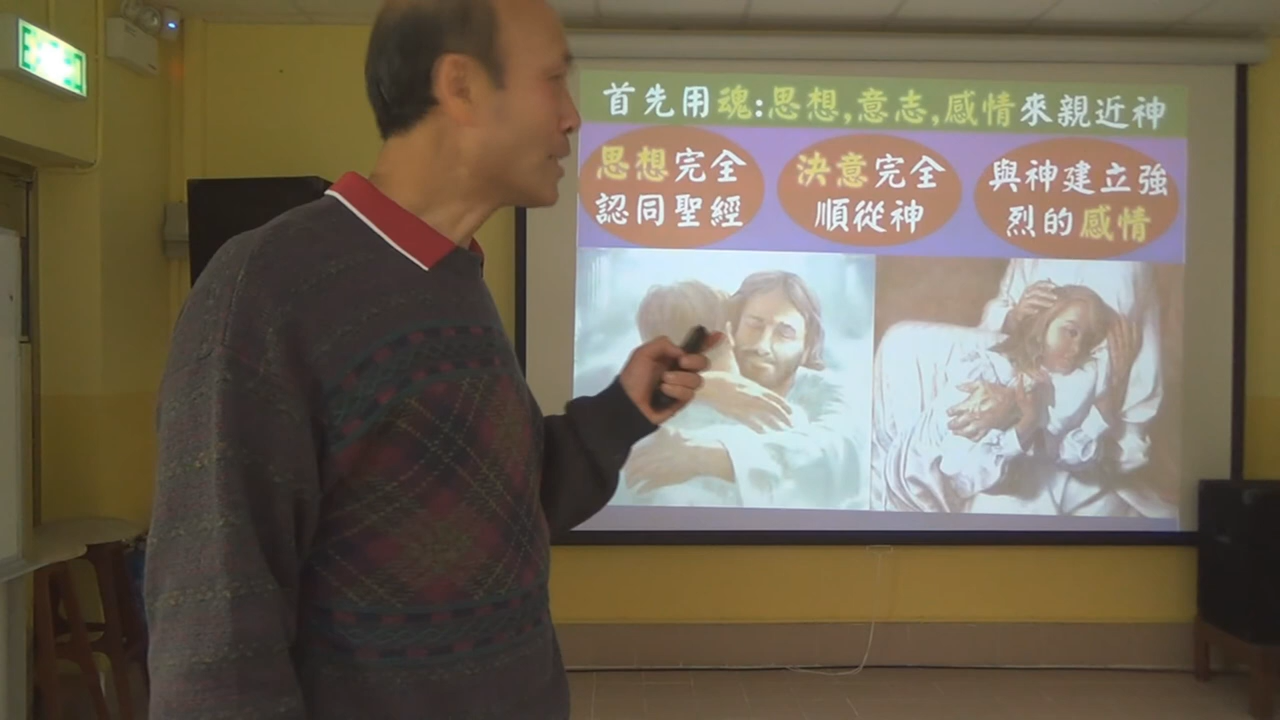 首先用魂:思想,意志,感情來親近神
思想完全
認同聖經
決意完全
順從神
與神建立強
烈的感情